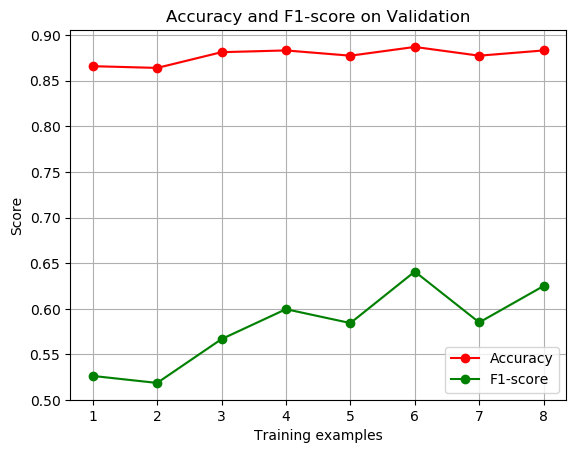 Accuracy and F1-score on Validation
0.90
0.85
0.80
0.75
0.70
0.65
0.60
0.55
0.50
Score
Accuracy
F1-score
1 2 3 4 5 6 7 8
Training examples